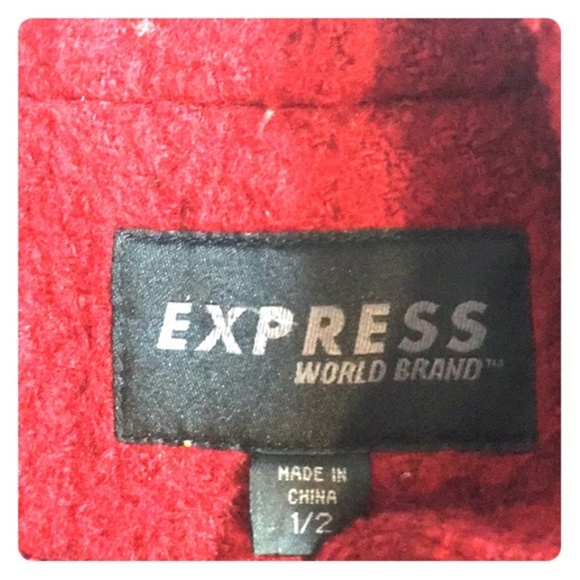 EXPRESS
WORLD BRAND™
MADE IN
CHINA
1/2